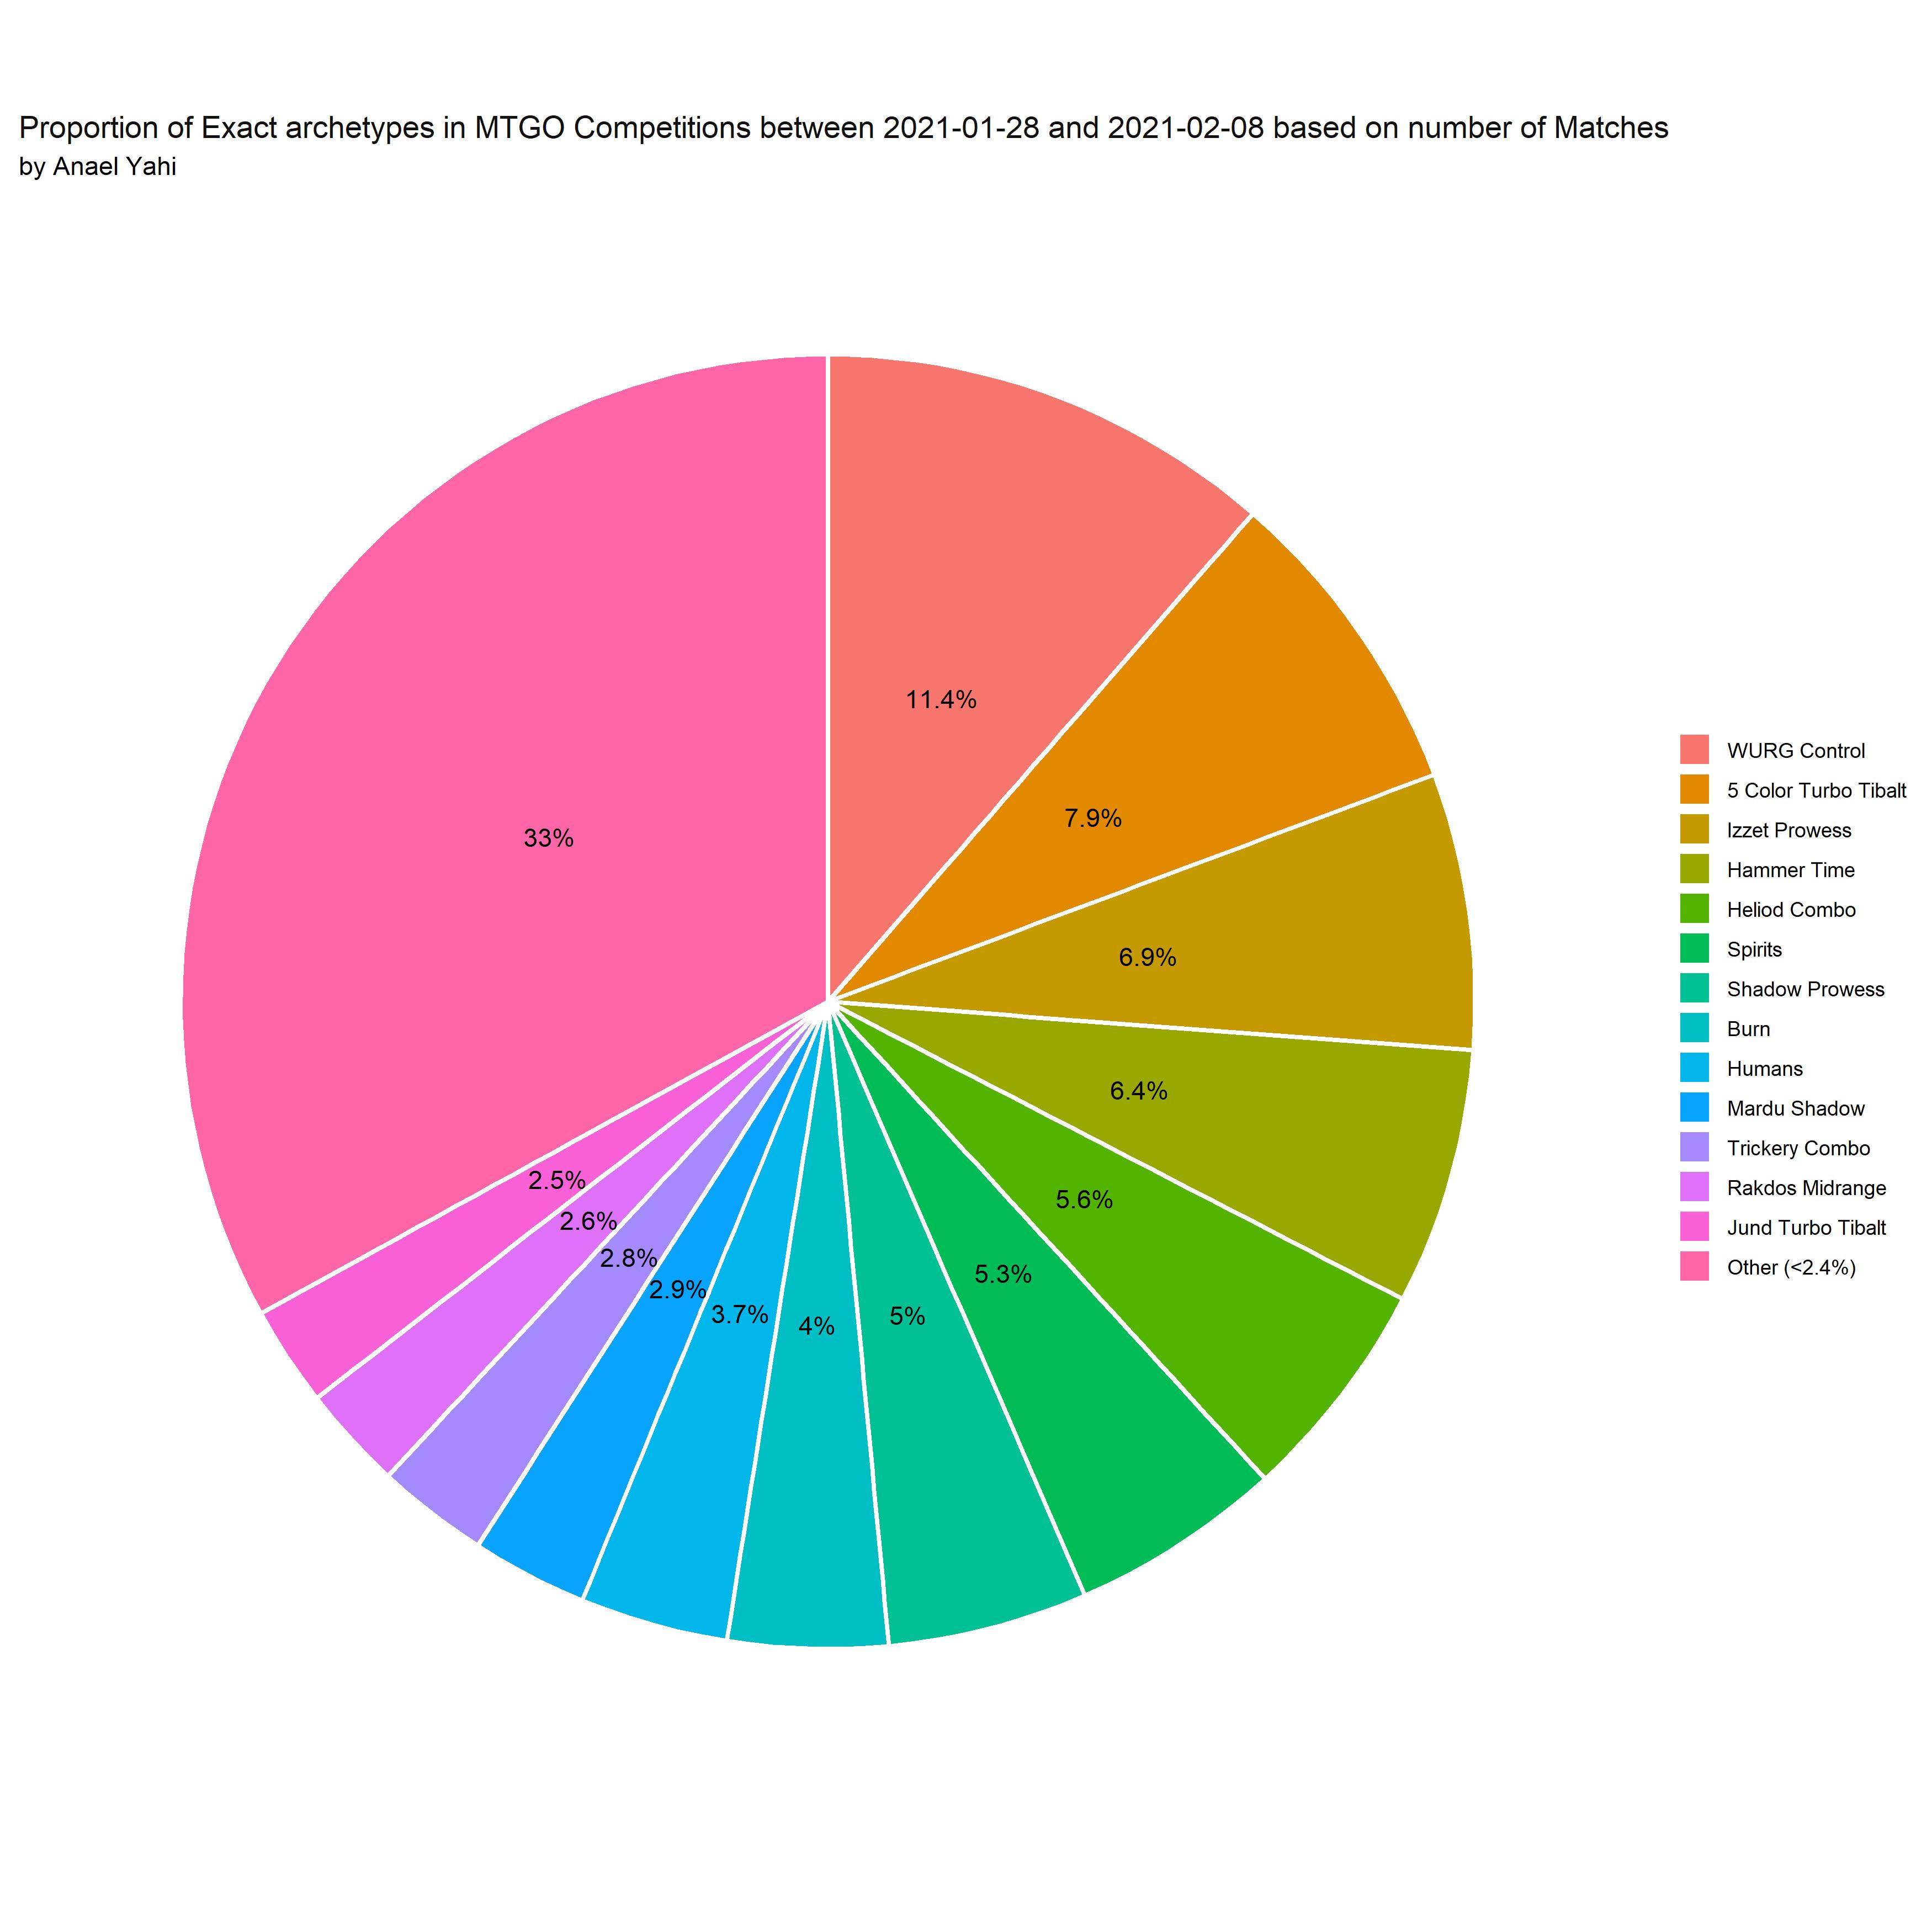 Proportion of Exact archetypes in MTGO Competitions between 2021-01-28 and 2021-02-08 based on number of Matches
by Anael Yahi
11.4%
7.9%
6.9%
6.4%
5.6%
5.3%
5%
4%
3.7%
2.9%
2.8%
2.6%
2.5%
33%
WURG Control
5 Color Turbo Tibalt
Izzet Prowess
Hammer Time
Heliod Combo
Spirits
Shadow Prowess
Burn
Humans
Mardu Shadow
Trickery Combo
Rakdos Midrange
Jund Turbo Tibalt
Other (<2.4%)